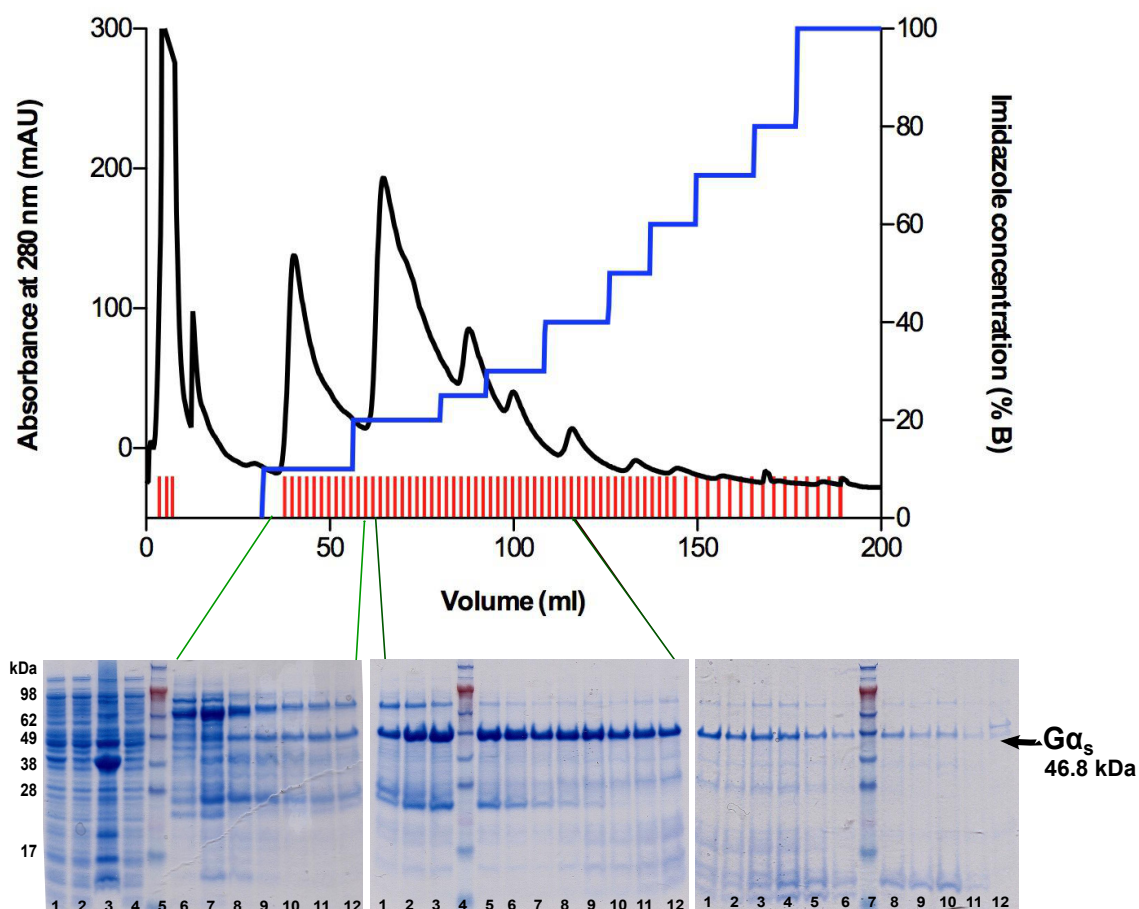 Absorbance at 280 nm (mAU)
300
200
100
0
Imidazole concentration (% B)
100
80
60
40
20
0
0 50 100 150 200
Volume (ml)
kDa
98
62
49
38
28
17
1 2 3 4 5 6 7 8 9 10 11 12
1 2 3 4 5 6 7 8 9 10 11 12
1 2 3 4 5 6 7 8 9 10 11 12
Gαs
46.8 kDa